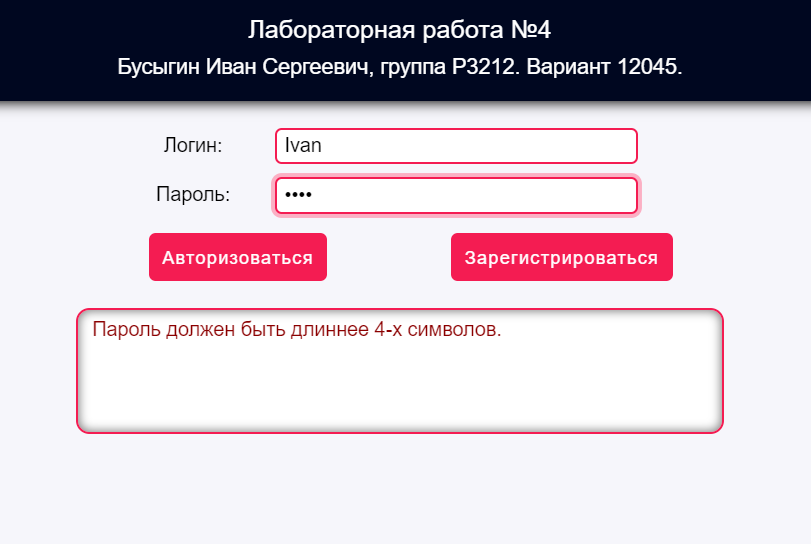 Лабораторная работа №4
Бусыгин Иван Сергеевич, группа P3212. Вариант 12045.
Логин: Ivan
Пароль: ••••
Авторизоваться Зарегистрироваться
Пароль должен быть длиннее 4-х символов.